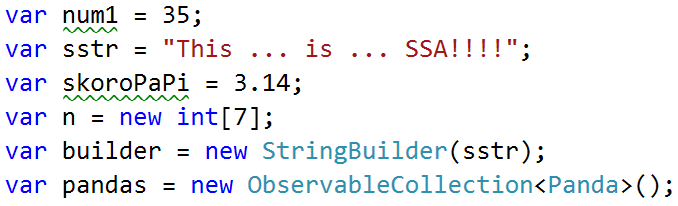 var num1 = 35;
var sstr = "This ... is ... SSA!!!!";
var skoroPaPi = 3.14;
var n = new int[7];
var builder = new StringBuilder(sstr);
var pandas = new ObservableCollection<Panda>();